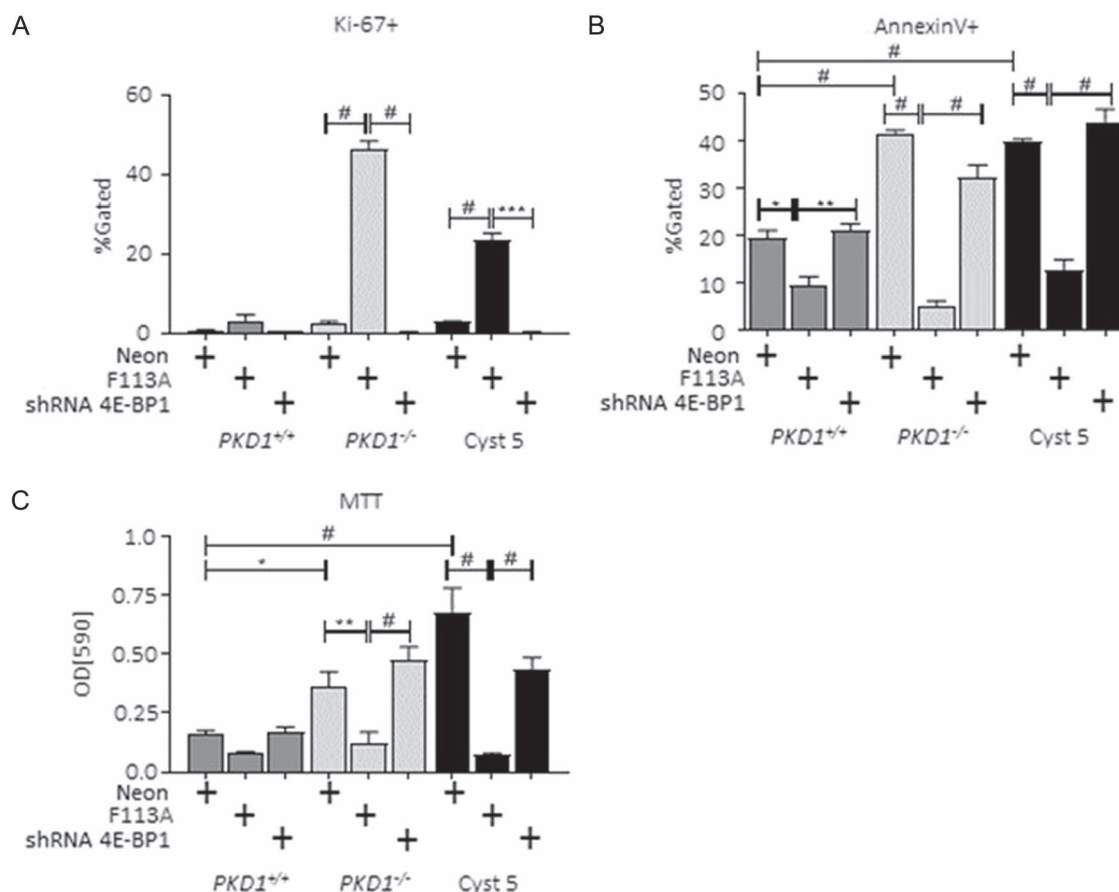 A
Ki-67+
# #
# ***
%Gated
60
40
20
0
Neon + + +
F113A + + +
shRNA 4E-BP1 + + +
PKD1+/+ PKD1-/- Cyst 5
B
AnnexinV+
#
#
# # # #
* **
%Gated
50
40
30
20
10
0
Neon + + +
F113A + + +
shRNA 4E-BP1 + + +
PKD1+/+ PKD1-/- Cyst 5
C
MTT
#
* # #
** #
OD[590]
1.0
0.75
0.50
0.25
0.0
Neon + + +
F113A + + +
shRNA 4E-BP1 + + +
PKD1+/+ PKD1-/- Cyst 5